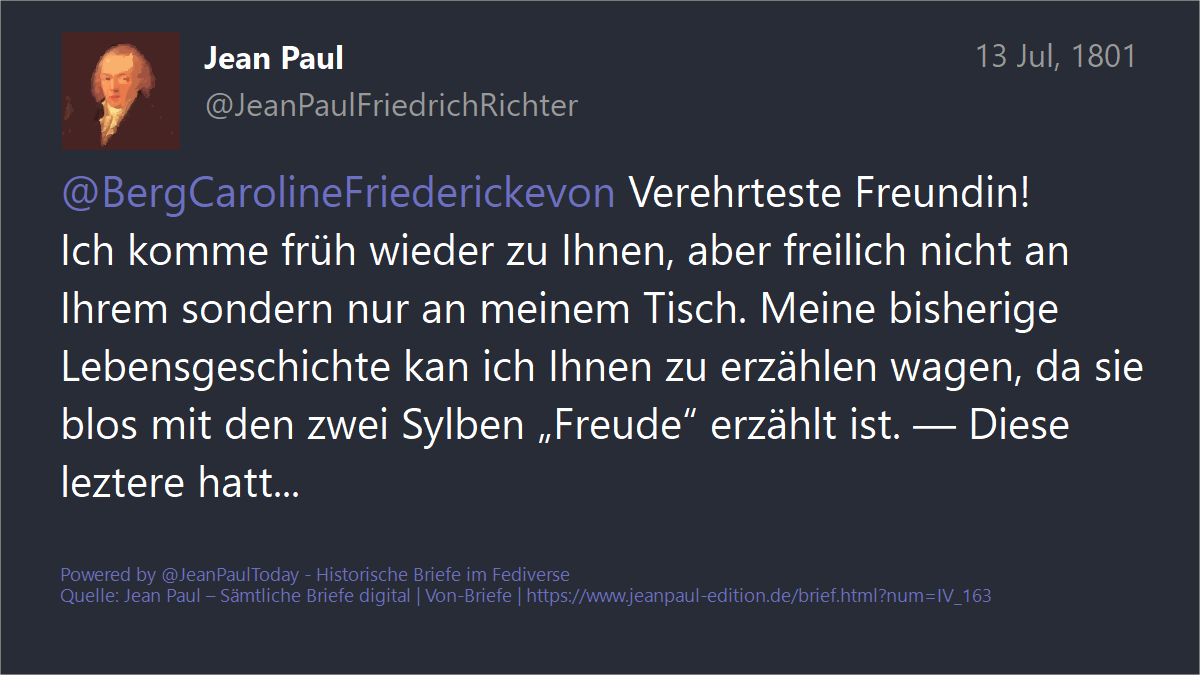 Jean Paul
13 Jul, 1801
@JeanPaulFriedrichRichter
@BergCarolineFriederickevon Verehrteste Freundin!
Ich komme früh wieder zu Ihnen, aber freilich nicht an
Ihrem sondern nur an meinem Tisch. Meine bisherige
Lebensgeschichte kan ich Ihnen zu erzählen wagen, da sie
blos mit den zwei Sylben „Freude“ erzählt ist. — Diese
leztere hatt...
Powered by @JeanPaulToday - Historische Briefe im Fediverse
Quelle: Jean Paul – Sämtliche Briefe digital | Von-Briefe | https://www.jeanpaul-edition.de/brief.html?num=IV_163